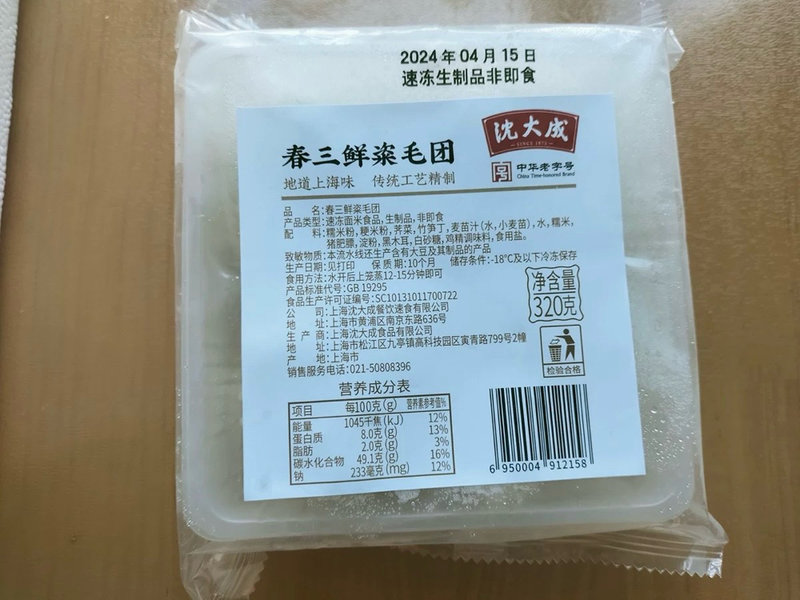 2024年04月15日
速冻生制品非即食
沈大成
SINCE 1875
中华老字号
China Time-honored Brand
春三鲜粢毛团
地道上海味 传统工艺精制
品 名:春三鲜粢毛团
产品类型:速冻面米食品,生制品,非即食
配 料:糯米粉,粳米粉,荠菜,竹笋丁,麦苗汁(水,小麦苗),水,糯米,
猪肥膘,淀粉,黑木耳,白砂糖,鸡精调味料,食用盐。
致敏物质:本流水线还生产含有大豆及其制品的产品
生产日期:见打印 保质期:10个月 储存条件:-18℃及以下冷冻保存
食用方法:水开后上笼蒸12-15分钟即可
产品标准代号:GB 19295
食品生产许可证编号:SC10131011700722
公 司:上海沈大成餐饮速食有限公司
地 址:上海市黄浦区南京东路636号
生 产 商:上海沈大成食品有限公司
地 址:上海市松江区九亭镇高科技园区寅青路799号2幢
产 地:上海市
销售服务电话:021-50808396
净含量
320克
检验合格
营养成分表
项目 每100克(g) 营养素参考值%
能量 1045千焦(kJ) 12%
蛋白质 8.0克(g) 13%
脂肪 2.0克(g) 3%
碳水化合物 49.1克(g) 16%
钠 233毫克(mg) 12%
6 950004 912158